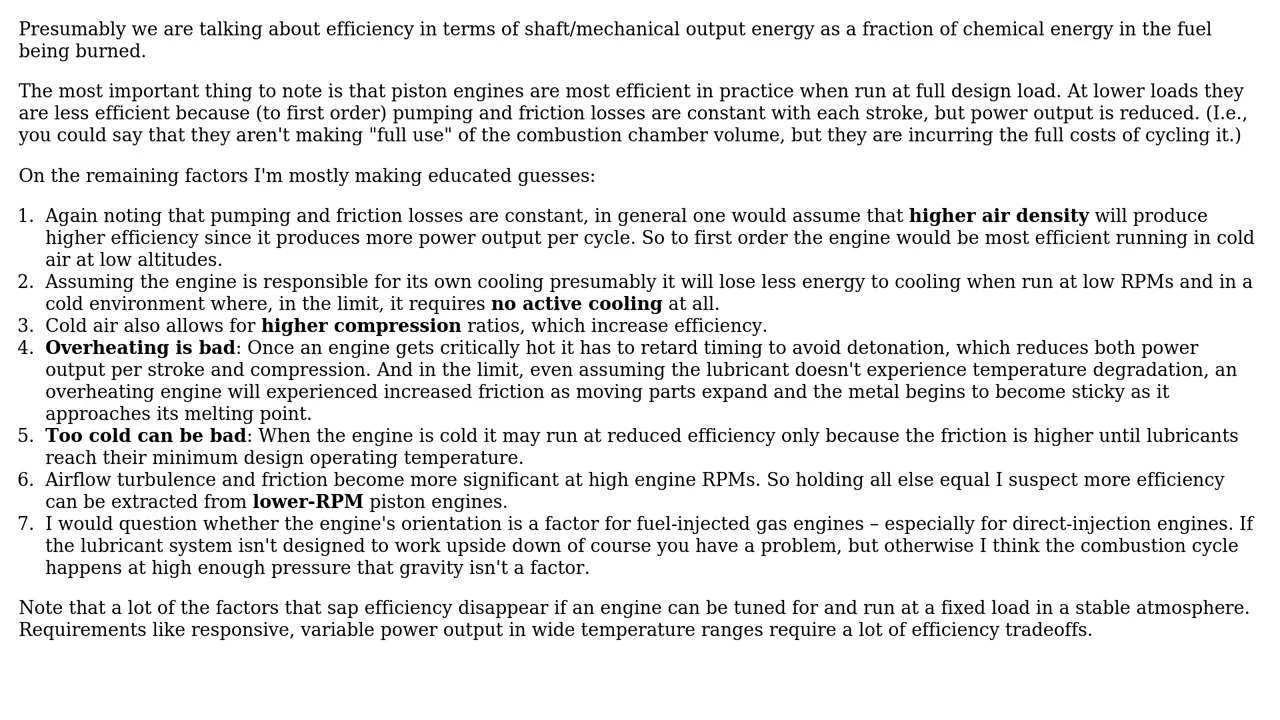 Presumably we are talking about efficiency in terms of shaft/mechanical output energy as a fraction of chemical energy in the fuel
being burned.
The most important thing to note is that piston engines are most efficient in practice when run at full design load. At lower loads they
are less efficient because (to first order) pumping and friction losses are constant with each stroke, but power output is reduced. (I.e.,
you could say that they aren't making "full use" of the combustion chamber volume, but they are incurring the full costs of cycling it.)
On the remaining factors I'm mostly making educated guesses:
1. Again noting that pumping and friction losses are constant, in general one would assume that higher air density will produce
higher efficiency since it produces more power output per cycle. So to first order the engine would be most efficient running in cold
air at low altitudes.
2. Assuming the engine is responsible for its own cooling presumably it will lose less energy to cooling when run at low RPMs and in a
cold environment where, in the limit, it requires no active cooling at all.
3. Cold air also allows for higher compression ratios, which increase efficiency.
4. Overheating is bad: Once an engine gets critically hot it has to retard timing to avoid detonation, which reduces both power
output per stroke and compression. And in the limit, even assuming the lubricant doesn't experience temperature degradation, an
overheating engine will experienced increased friction as moving parts expand and the metal begins to become sticky as it
approaches its melting point.
5. Too cold can be bad: When the engine is cold it may run at reduced efficiency only because the friction is higher until lubricants
reach their minimum design operating temperature.
6. Airflow turbulence and friction become more significant at high engine RPMs. So holding all else equal I suspect more efficiency
can be extracted from lower-RPM piston engines.
7. I would question whether the engine's orientation is a factor for fuel-injected gas engines – especially for direct-injection engines. If
the lubricant system isn't designed to work upside down of course you have a problem, but otherwise I think the combustion cycle
happens at high enough pressure that gravity isn't a factor.
Note that a lot of the factors that sap efficiency disappear if an engine can be tuned for and run at a fixed load in a stable atmosphere.
Requirements like responsive, variable power output in wide temperature ranges require a lot of efficiency tradeoffs.